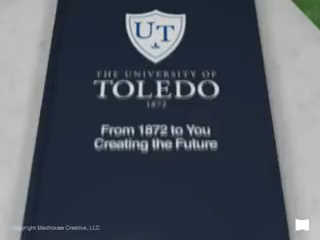 UT
THE UNIVERSITY OF
TOLEDO
1872
From 1872 to You
Creating the Future
Copyright Madhouse Creative, LLC